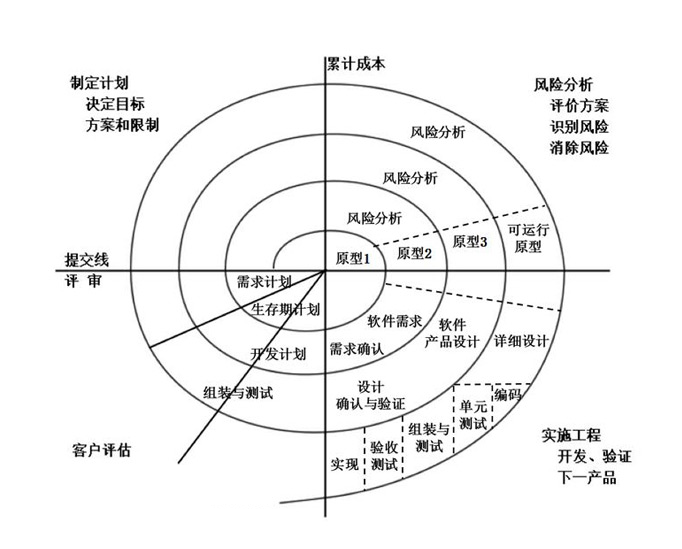 累计成本
制定计划
决定目标
方案和限制
风险分析
评价方案
识别风险
消除风险
风险分析
风险分析
风险分析
可运行
原型
原型3
原型2
原型1
提交线
评 审
需求计划
生存期计划
开发计划
组装与测试
软件需求
需求确认
软件
产品设计
详细设计
设计
确认与验证
编码
单元
测试
组装与
测试
验收
测试
实现
客户评估
实施工程
开发、验证
下一产品